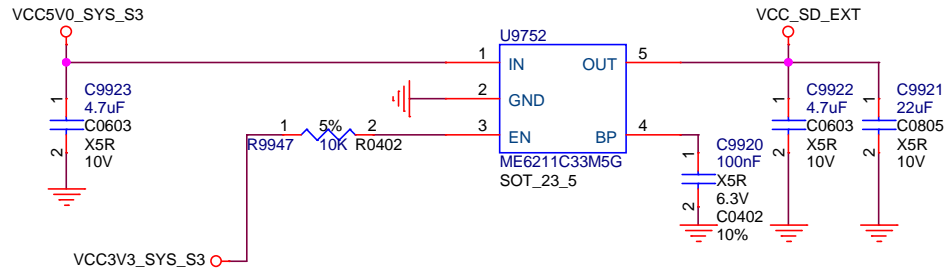 VCC5V0_SYS_S3
VCC_SD_EXT
U9752
1 IN OUT 5
2 GND
3 EN BP 4
ME6211C33M5G
SOT_23_5
1
C9923
4.7uF
C0603
2
X5R
10V
1 5% 2
R9947 10K R0402
1
C9920
100nF
X5R
2
6.3V
C0402
10%
1
C9922
4.7uF
C0603
2
X5R
10V
1
C9921
22uF
C0805
2
X5R
10V
VCC3V3_SYS_S3